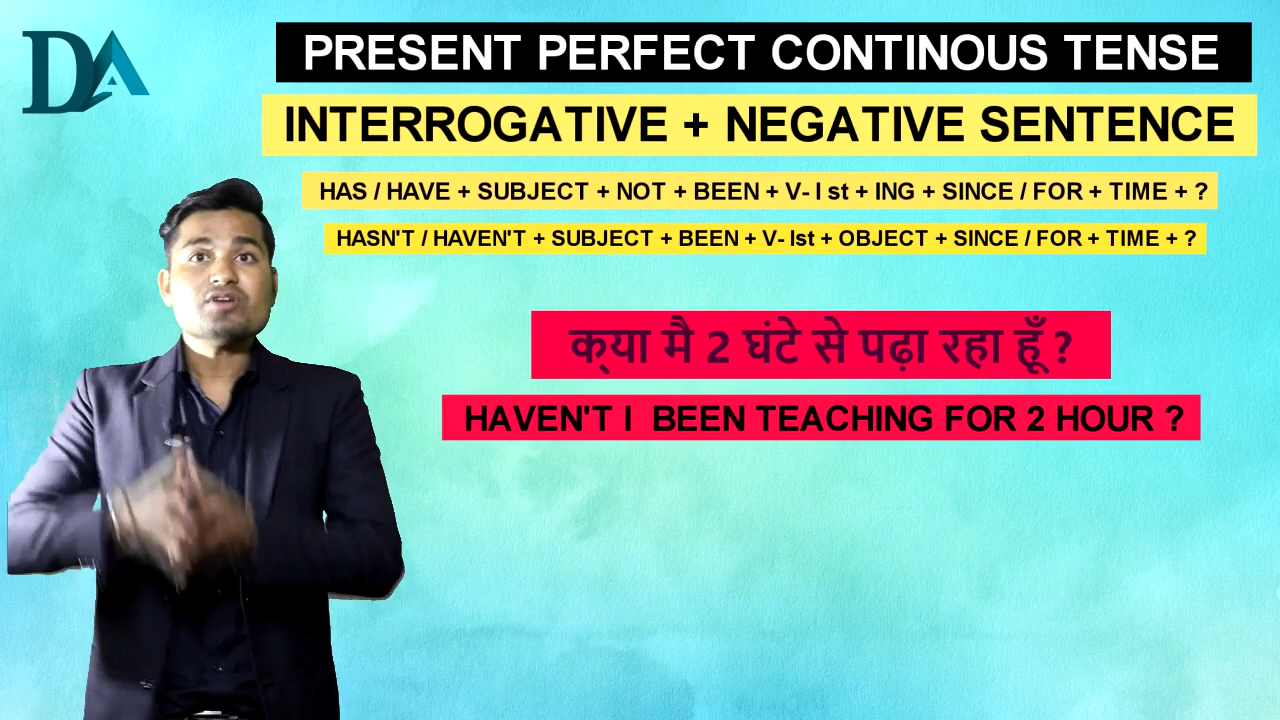 DA
PRESENT PERFECT CONTINOUS TENSE
INTERROGATIVE + NEGATIVE SENTENCE
HAS / HAVE + SUBJECT + NOT + BEEN + V- I st + ING + SINCE / FOR + TIME + ?
HASN'T / HAVEN'T + SUBJECT + BEEN + V- Ist + OBJECT + SINCE / FOR + TIME + ?
क्या मै 2 घंटे से पढ़ा रहा हूँ ?
HAVEN'T I BEEN TEACHING FOR 2 HOUR ?